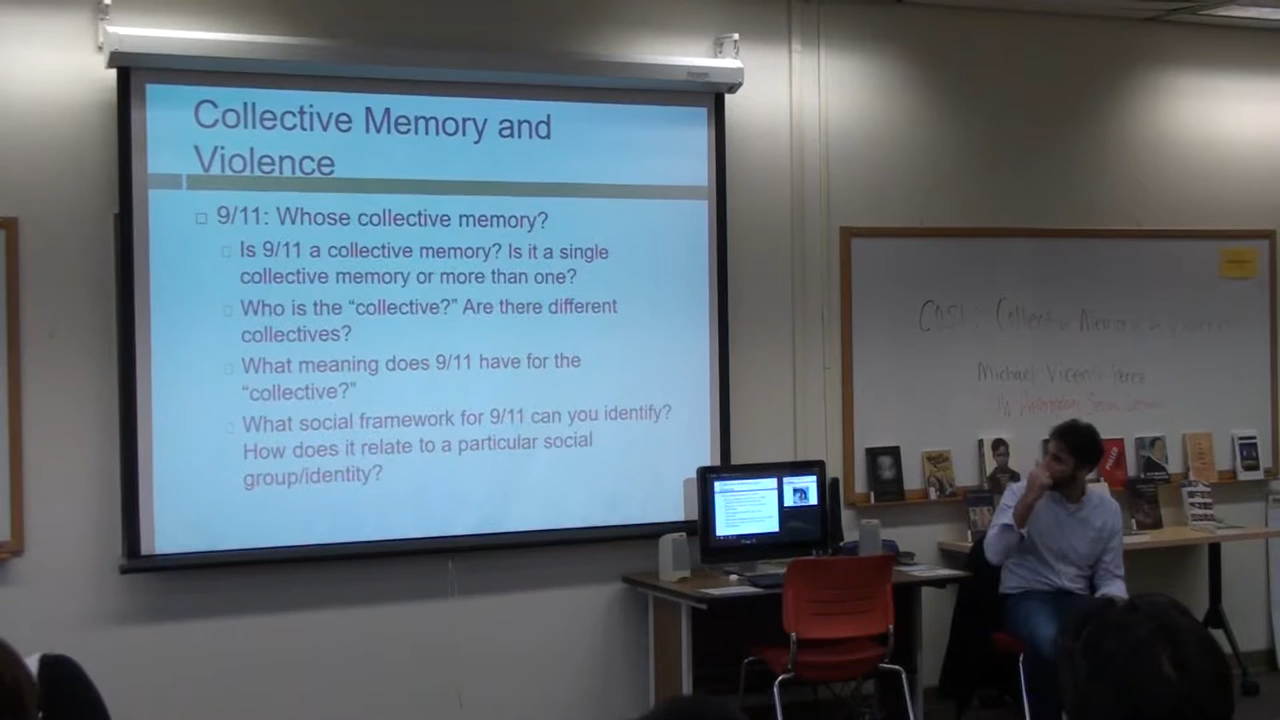 Collective Memory and
Violence
9/11: Whose collective memory?
Is 9/11 a collective memory? Is it a single
collective memory or more than one?
Who is the “collective?” Are there different
collectives?
What meaning does 9/11 have for the
“collective?”
What social framework for 9/11 can you identify?
How does it relate to a particular social
group/identity?
Michael